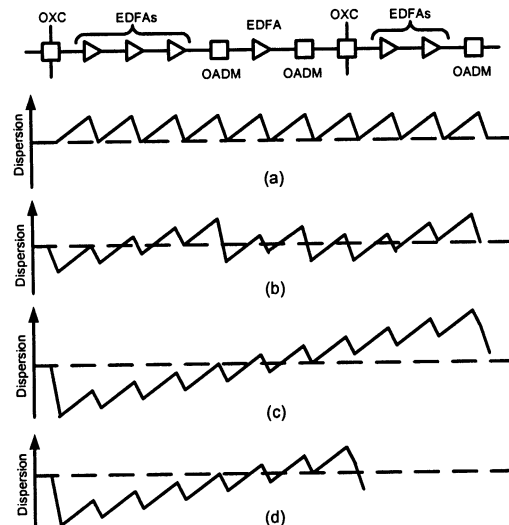 OXC EDFAs EDFA OXC EDFAs
OADM OADM OADM
Dispersion
(a)
Dispersion
(b)
Dispersion
(c)
Dispersion
(d)